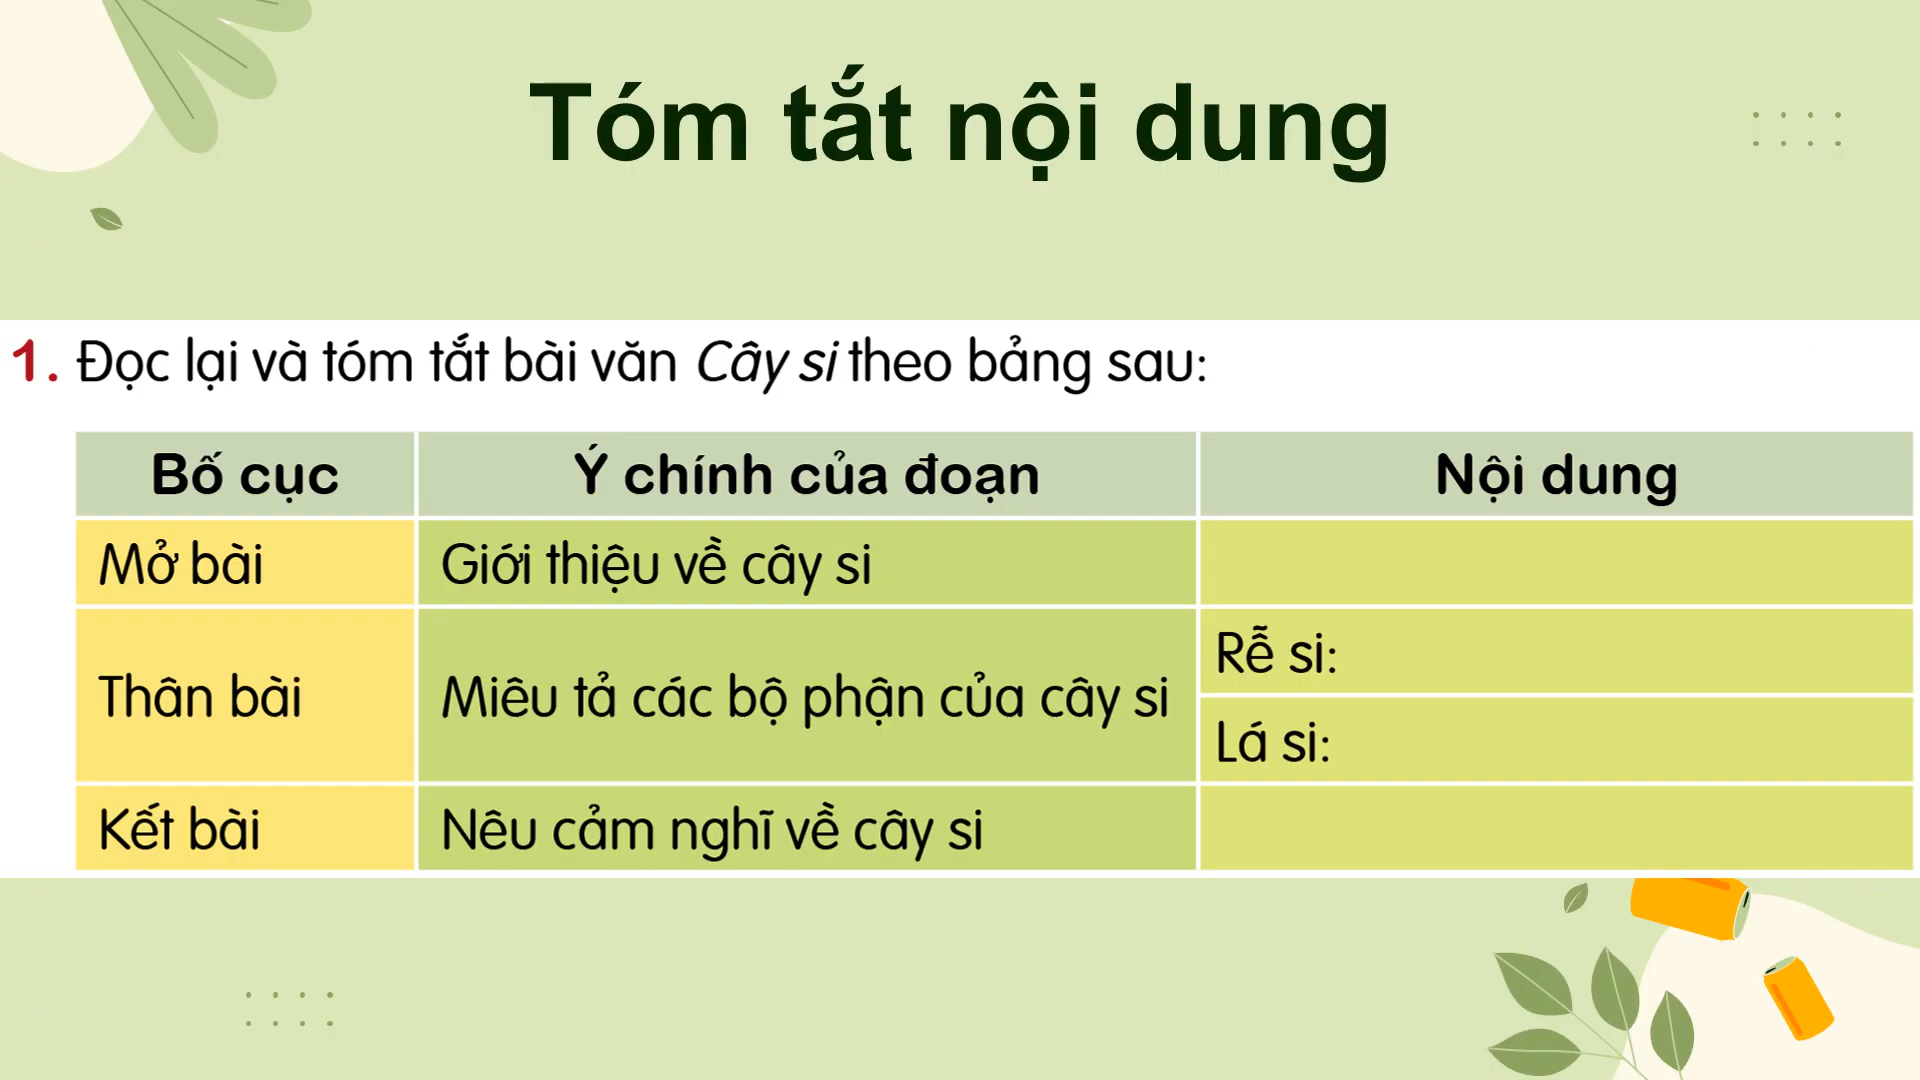 Tóm tắt nội dung
1. Đọc lại và tóm tắt bài văn Cây si theo bảng sau:
Bố cục Ý chính của đoạn Nội dung
Mở bài Giới thiệu về cây si
Thân bài Miêu tả các bộ phận của cây si
Rễ si:
Lá si:
Kết bài Nêu cảm nghĩ về cây si